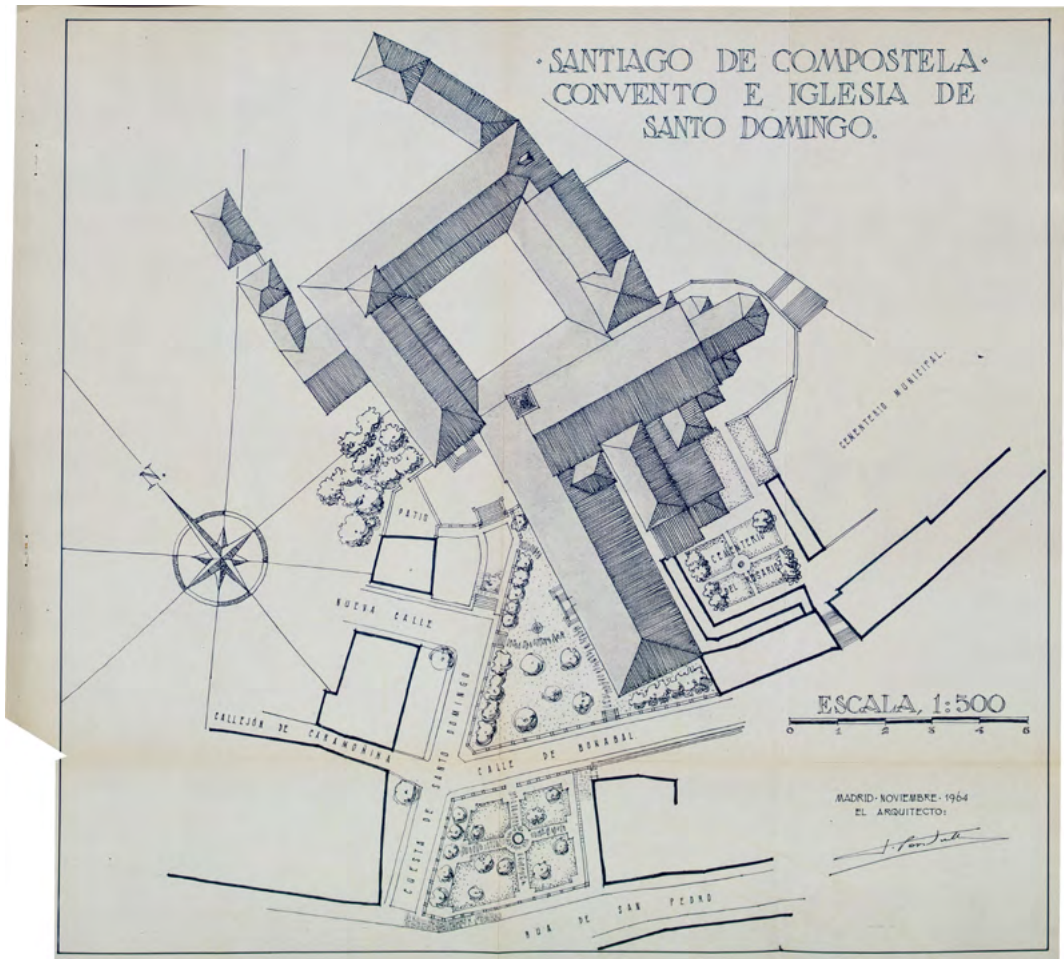 ·SANTIAGO DE COMPOSTELA·
CONVENTO E IGLESIA DE
SANTO DOMINGO.
CEMENTERIO MUNICIPAL.
N.
PATIO
CEMENTERIO
EL ROSARIO
NUEVA CALLE
CALLEJÓN DE CARAMOÑIÑA
CUESTA DE SANTO DOMINGO
CALLE DE BONABAL
ESCALA, 1:500
0 1 2 3 4 5
MADRID-NOVIEMBRE-1964
EL ARQUITECTO:
RUA DE SAN PEDRO